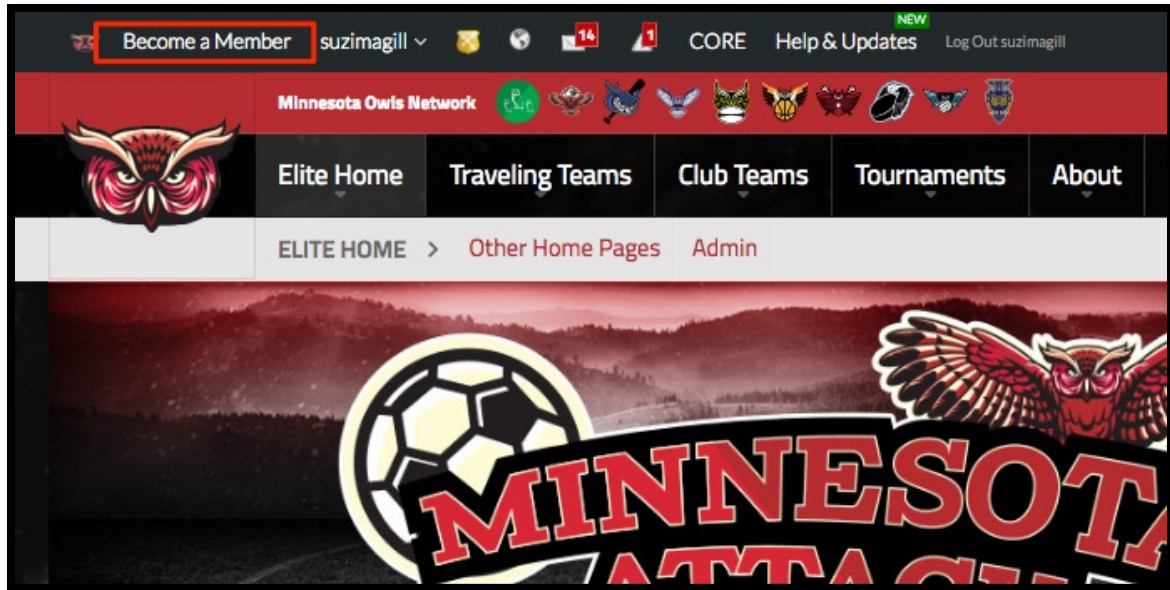 NEW
Become a Member suzimagill 14 1 CORE Help & Updates Log Out suzimagill
Minnesota Owls Network
Elite Home Traveling Teams Club Teams Tournaments About
ELITE HOME > Other Home Pages Admin
MINNESOTA
ATTACK